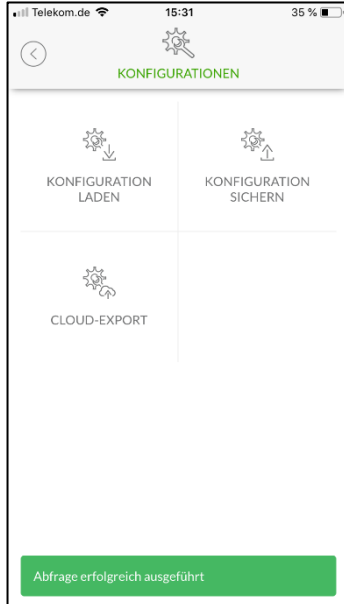 Telekom.de 15:31 35 %
KONFIGURATIONEN
KONFIGURATION
LADEN
KONFIGURATION
SICHERN
CLOUD-EXPORT
Abfrage erfolgreich ausgeführt